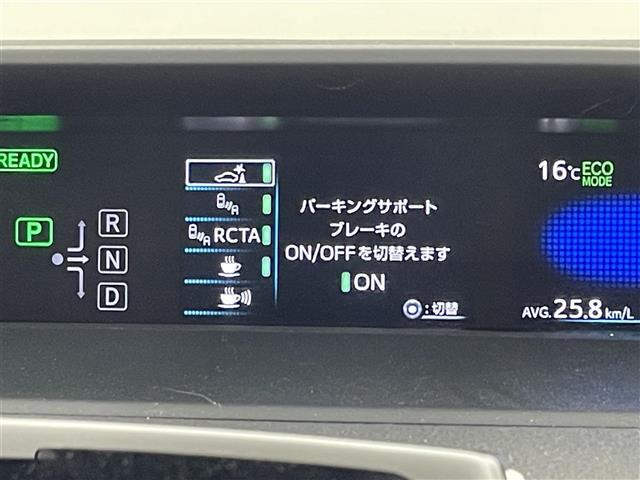 READY
P
R
N
D
RCTA
パーキングサポート
ブレーキの
ON/OFFを切替えます
ON
:切替
16℃
ECO
MODE
AVG.25.8km/L